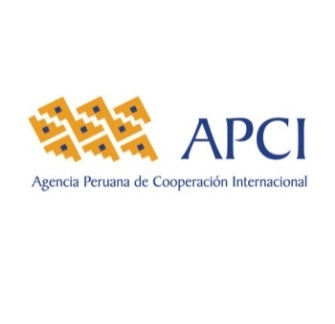 APCI
Agencia Peruana de Cooperación Internacional